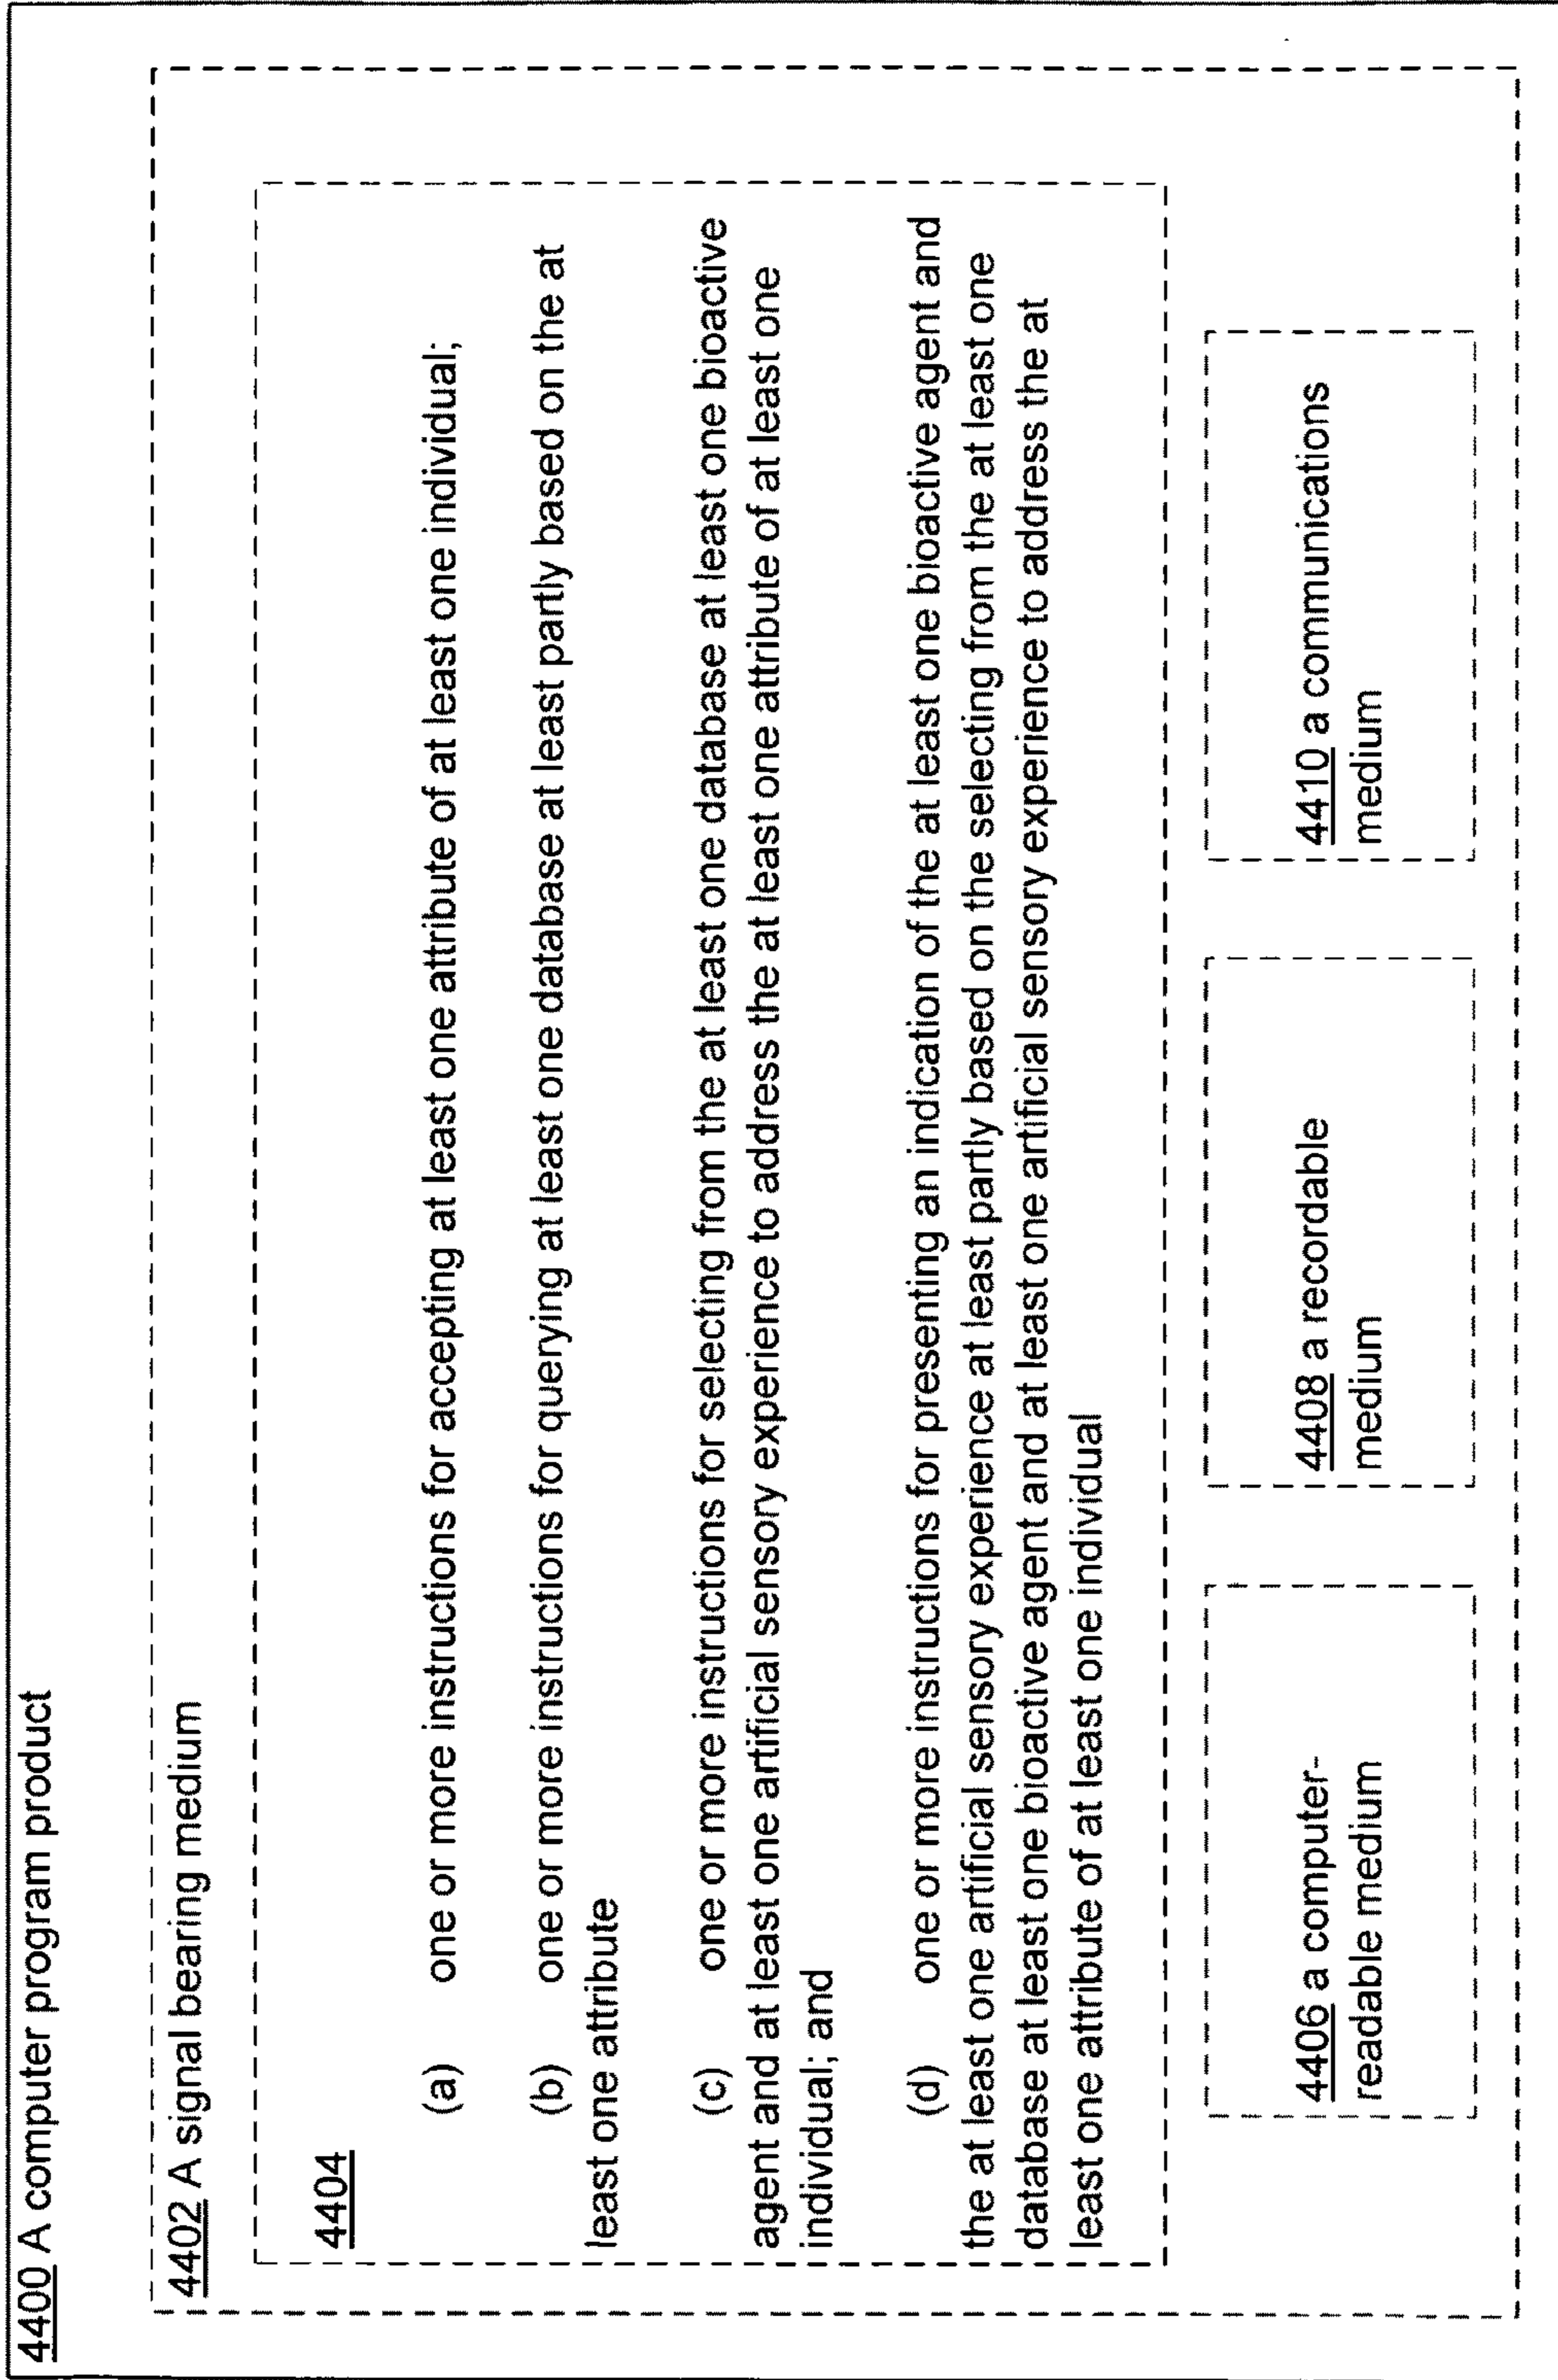 4400 A computer program product
4402 A signal bearing medium
4404
(a) one or more instructions for accepting at least one attribute of at least one individual;
(b) one or more instructions for querying at least one database at least partly based on the at
least one attribute
(c) one or more instructions for selecting from the at least one database at least one bioactive
agent and at least one artificial sensory experience to address the at least one attribute of at least one
individual; and
(d) one or more instructions for presenting an indication of the at least one bioactive agent and
the at least one artificial sensory experience at least partly based on the selecting from the at least one
database at least one bioactive agent and at least one artificial sensory experience to address the at
least one attribute of at least one individual
4406 a computer-
readable medium
4408 a recordable
medium
4410 a communications
medium